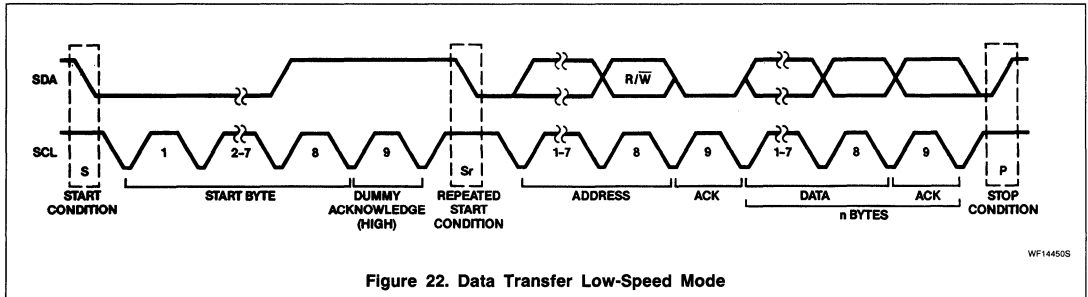 SDA
R/W̅
SCL
1
2–7
8
9
1–7
8
9
1–7
8
9
S
Sr
P
START BYTE
DUMMY
ACKNOWLEDGE
(HIGH)
START
CONDITION
REPEATED
START
CONDITION
ADDRESS
ACK
DATA
ACK
n BYTES
STOP
CONDITION
WF14450S
Figure 22. Data Transfer Low-Speed Mode